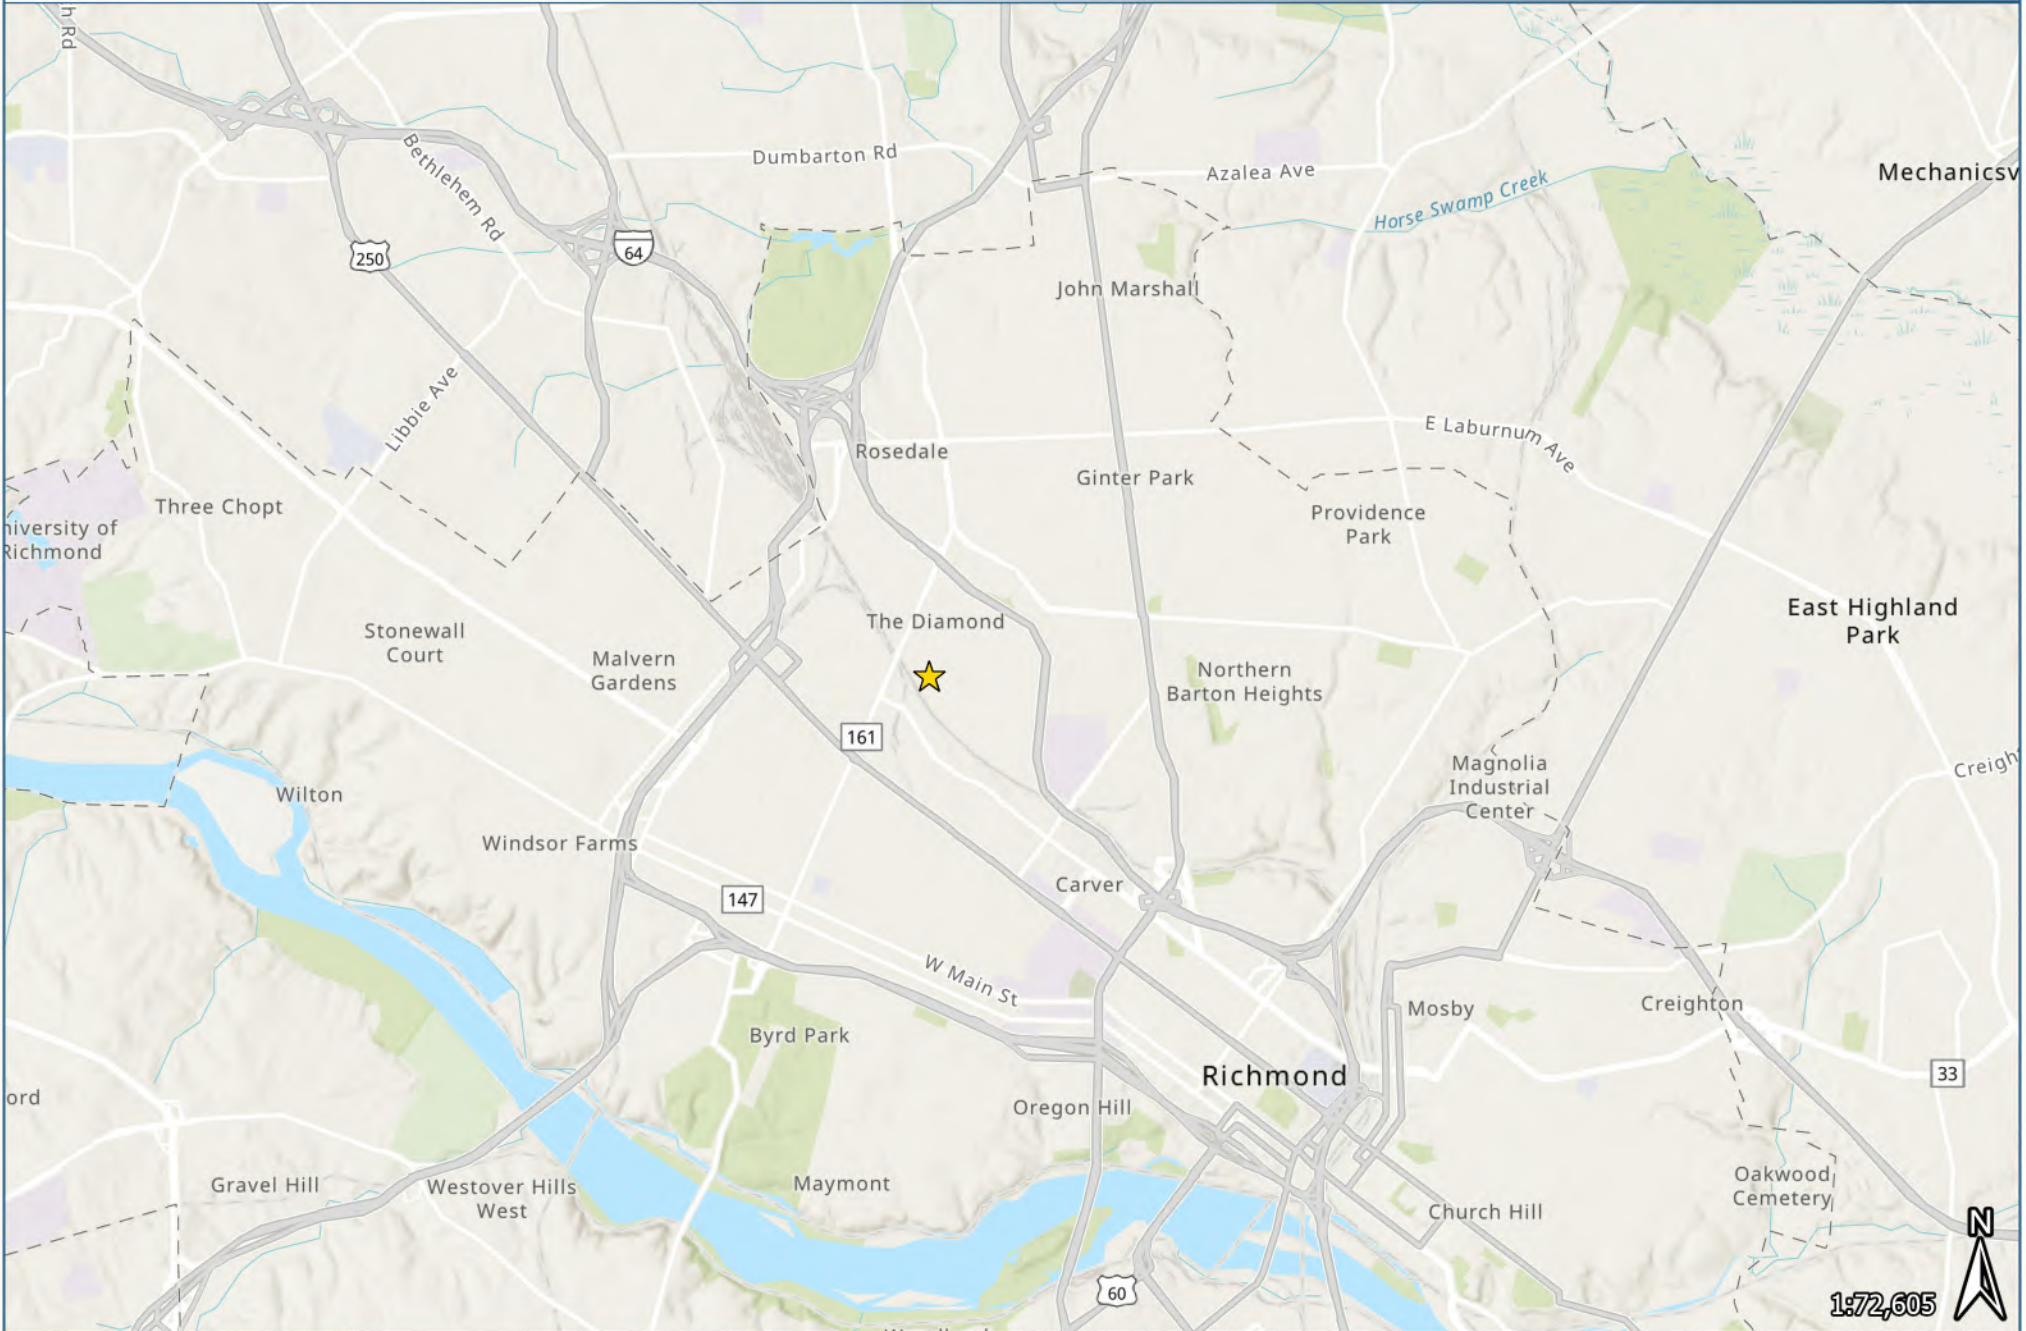 h Rd
Bethlehem Rd
Dumbarton Rd
Azalea Ave
Horse Swamp Creek
Mechanicsv
250
64
John Marshall
Libbie Ave
Rosedale
E Laburnum Ave
Ginter Park
Three Chopt
niversity of
Richmond
Providence
Park
The Diamond
East Highland
Park
Stonewall
Court
Malvern
Gardens
Northern
Barton Heights
161
Magnolia
Industrial
Center
Creigh
Wilton
Windsor Farms
Carver
147
W Main St
Mosby
Creighton
Byrd Park
Richmond
33
ord
Oregon Hill
Gravel Hill
Westover Hills
West
Maymont
Oakwood
Cemetery
Church Hill
N
60
1:72,605